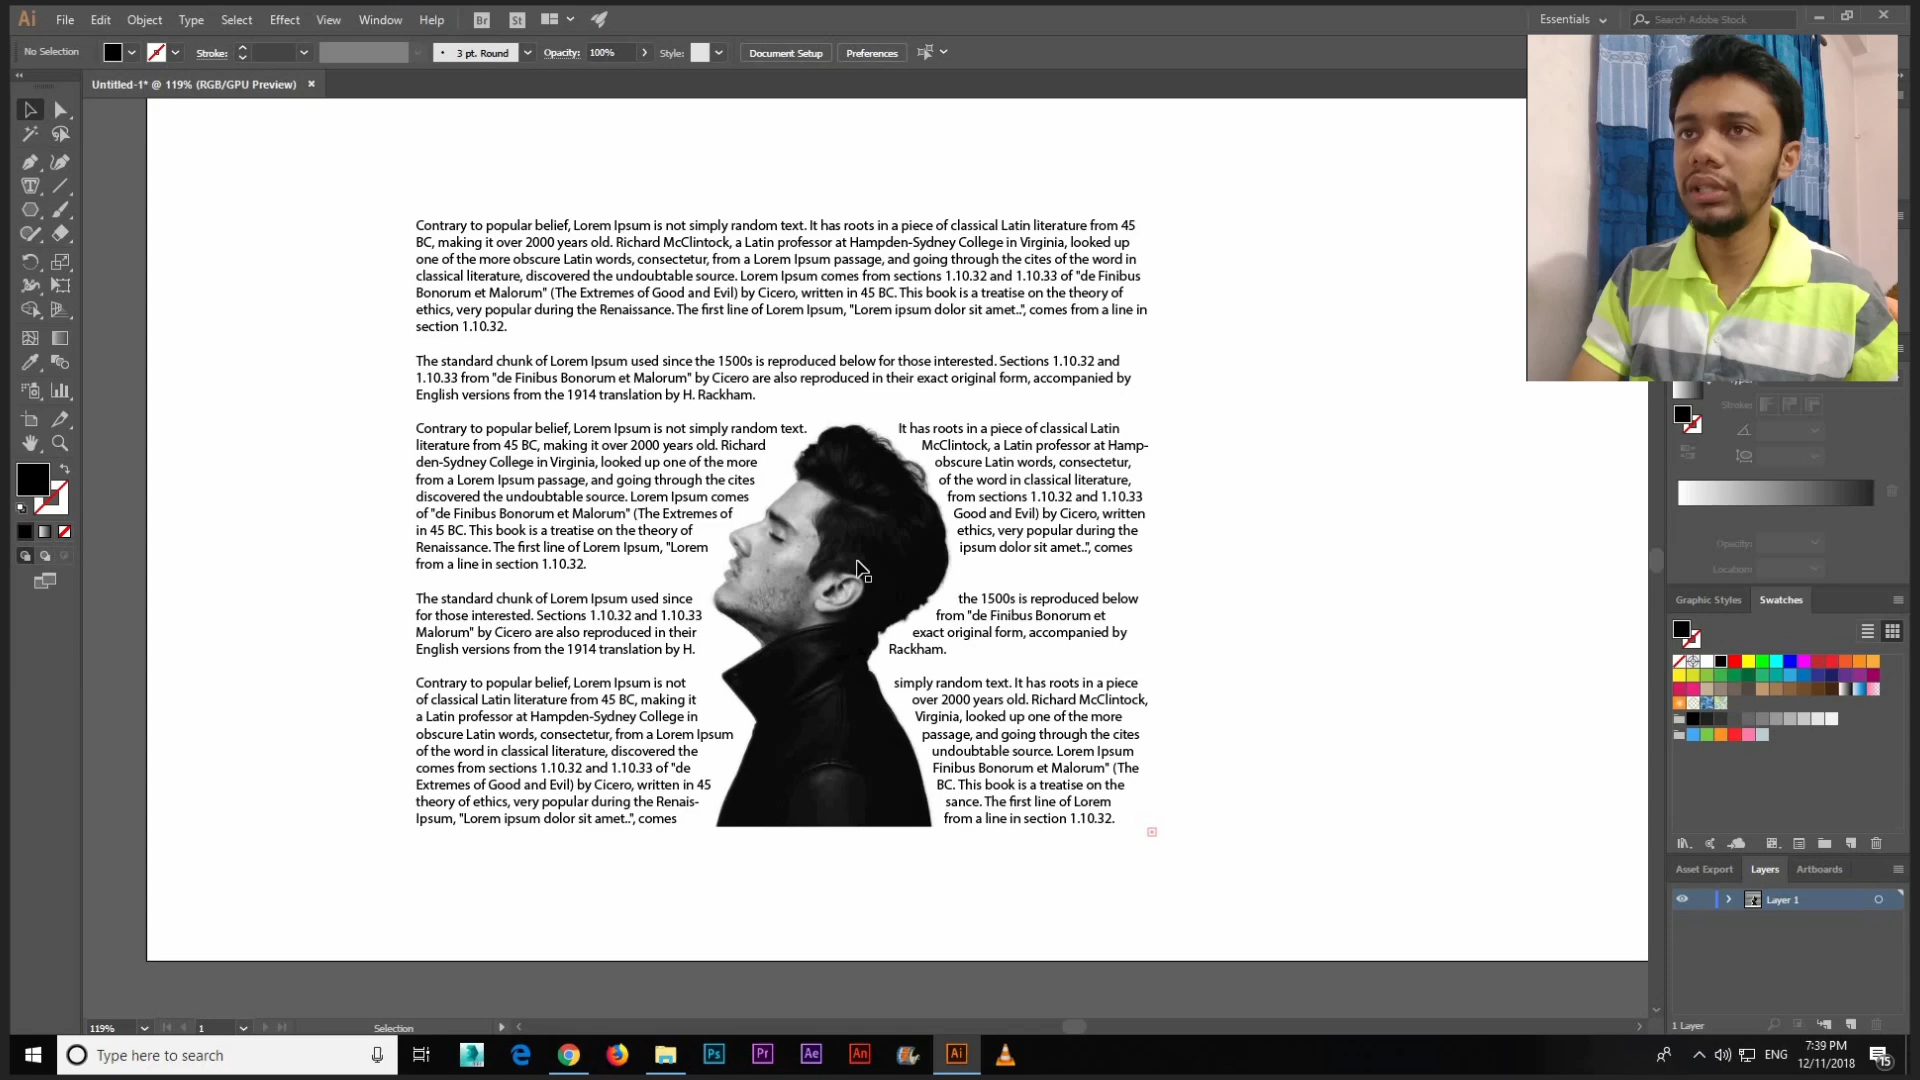 Ai File Edit Object Type Select Effect View Window Help Br St Essentials Search Adobe Stock
No Selection Stroke: 3 pt. Round Opacity: 100% Style: Document Setup Preferences
Untitled-1* @ 119% (RGB/GPU Preview)
Contrary to popular belief, Lorem Ipsum is not simply random text. It has roots in a piece of classical Latin literature from 45
BC, making it over 2000 years old. Richard McClintock, a Latin professor at Hampden-Sydney College in Virginia, looked up
one of the more obscure Latin words, consectetur, from a Lorem Ipsum passage, and going through the cites of the word in
classical literature, discovered the undoubtable source. Lorem Ipsum comes from sections 1.10.32 and 1.10.33 of "de Finibus
Bonorum et Malorum" (The Extremes of Good and Evil) by Cicero, written in 45 BC. This book is a treatise on the theory of
ethics, very popular during the Renaissance. The first line of Lorem Ipsum, "Lorem ipsum dolor sit amet..", comes from a line in
section 1.10.32.
The standard chunk of Lorem Ipsum used since the 1500s is reproduced below for those interested. Sections 1.10.32 and
1.10.33 from "de Finibus Bonorum et Malorum" by Cicero are also reproduced in their exact original form, accompanied by
English versions from the 1914 translation by H. Rackham.
Contrary to popular belief, Lorem Ipsum is not simply random text. It has roots in a piece of classical Latin
literature from 45 BC, making it over 2000 years old. Richard McClintock, a Latin professor at Hamp-
den-Sydney College in Virginia, looked up one of the more obscure Latin words, consectetur,
from a Lorem Ipsum passage, and going through the cites of the word in classical literature,
discovered the undoubtable source. Lorem Ipsum comes from sections 1.10.32 and 1.10.33
of "de Finibus Bonorum et Malorum" (The Extremes of Good and Evil) by Cicero, written
in 45 BC. This book is a treatise on the theory of ethics, very popular during the
Renaissance. The first line of Lorem Ipsum, "Lorem ipsum dolor sit amet..", comes
from a line in section 1.10.32.
The standard chunk of Lorem Ipsum used since the 1500s is reproduced below
for those interested. Sections 1.10.32 and 1.10.33 from "de Finibus Bonorum et
Malorum" by Cicero are also reproduced in their exact original form, accompanied by
English versions from the 1914 translation by H. Rackham.
Contrary to popular belief, Lorem Ipsum is not simply random text. It has roots in a piece
of classical Latin literature from 45 BC, making it over 2000 years old. Richard McClintock,
a Latin professor at Hampden-Sydney College in Virginia, looked up one of the more
obscure Latin words, consectetur, from a Lorem Ipsum passage, and going through the cites
of the word in classical literature, discovered the undoubtable source. Lorem Ipsum
comes from sections 1.10.32 and 1.10.33 of "de Finibus Bonorum et Malorum" (The
Extremes of Good and Evil) by Cicero, written in 45 BC. This book is a treatise on the
theory of ethics, very popular during the Renais-sance. The first line of Lorem
Ipsum, "Lorem ipsum dolor sit amet..", comes from a line in section 1.10.32.
Stroke:
Opacity:
Location:
Graphic Styles Swatches
Asset Export Layers Artboards
Layer 1
1 Layer
119% 1 Selection
Type here to search Ps Pr Ae An Ai ENG 7:39 PM
12/11/2018 15